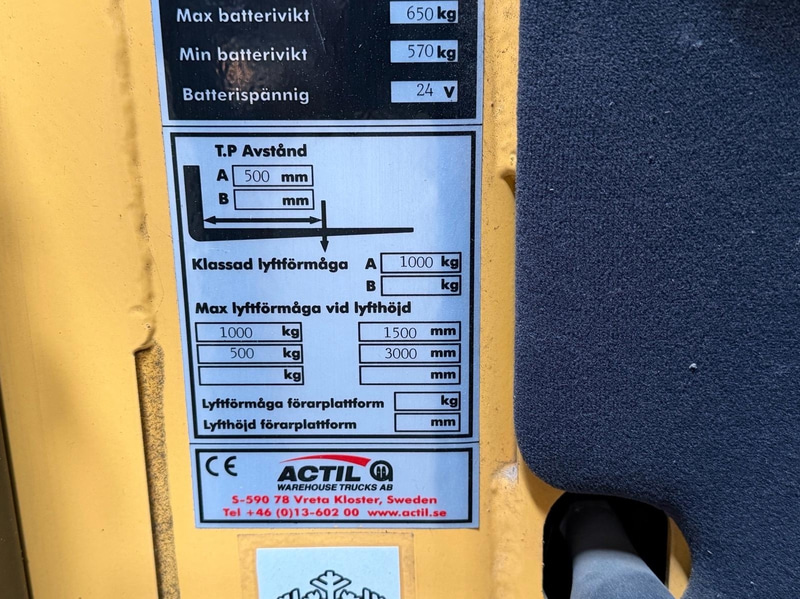 Max batterivikt 650 kg
Min batterivikt 570 kg
Batterispännig 24 V
T.P Avstånd
A 500 mm
B mm
Klassad lyftförmåga A 1000 kg
B kg
Max lyftförmåga vid lyfthöjd
1000 kg 1500 mm
500 kg 3000 mm
kg mm
Lyftförmåga förarplattform kg
Lyfthöjd förarplattform mm
CE ACTIL
WAREHOUSE TRUCKS AB
S-590 78 Vreta Kloster, Sweden
Tel +46 (0)13-602 00 www.actil.se